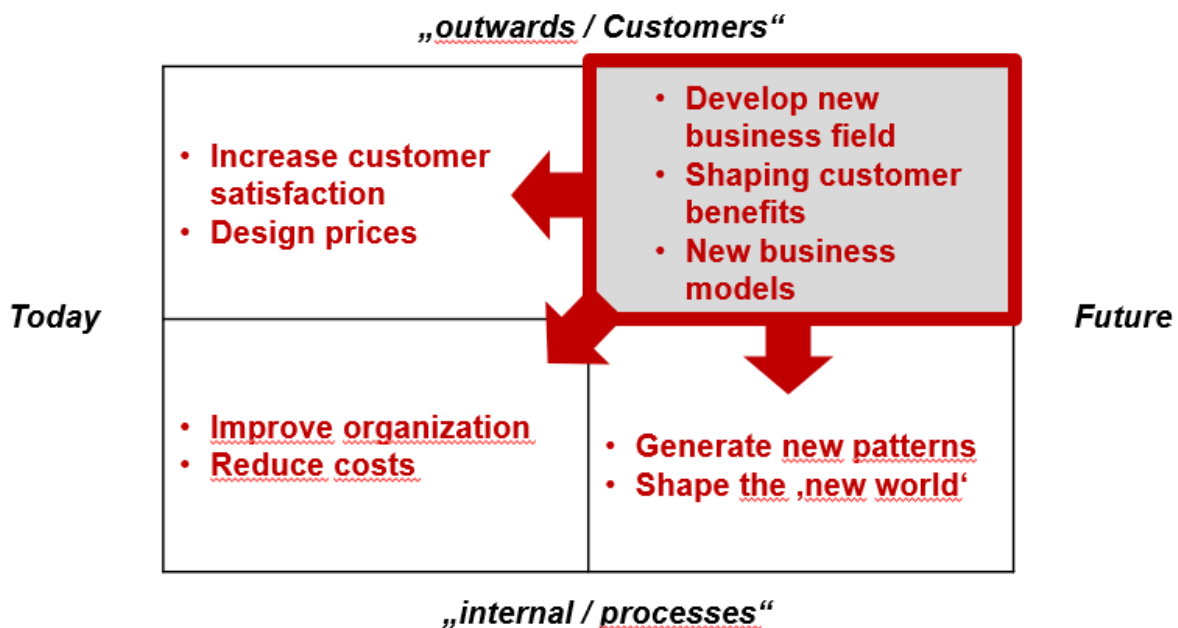 „outwards / Customers“
• Increase customer
satisfaction
• Design prices
• Develop new
business field
• Shaping customer
benefits
• New business
models
Today
Future
• Improve organization
• Reduce costs
• Generate new patterns
• Shape the ‚new world‘
„internal / processes“